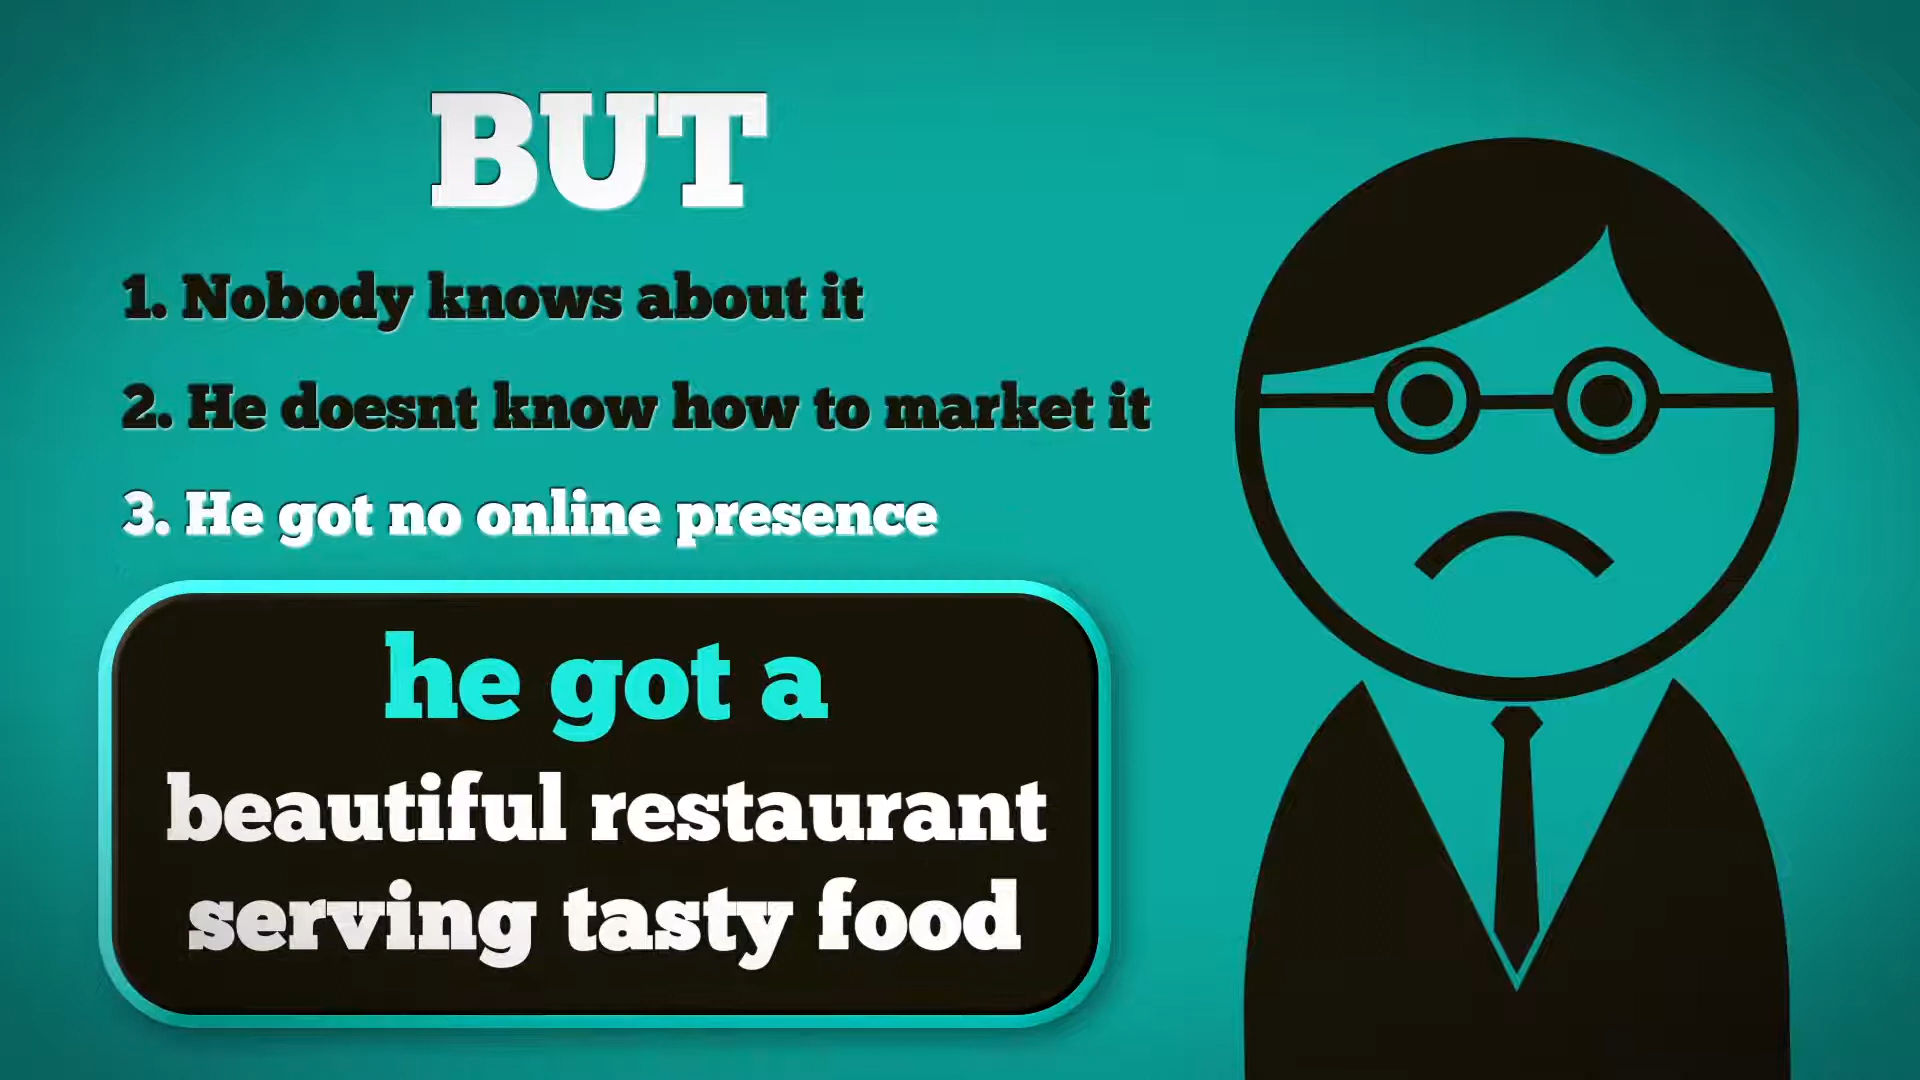 BUT
1. Nobody knows about it
2. He doesnt know how to market it
3. He got no online presence
he got a
beautiful restaurant
serving tasty food